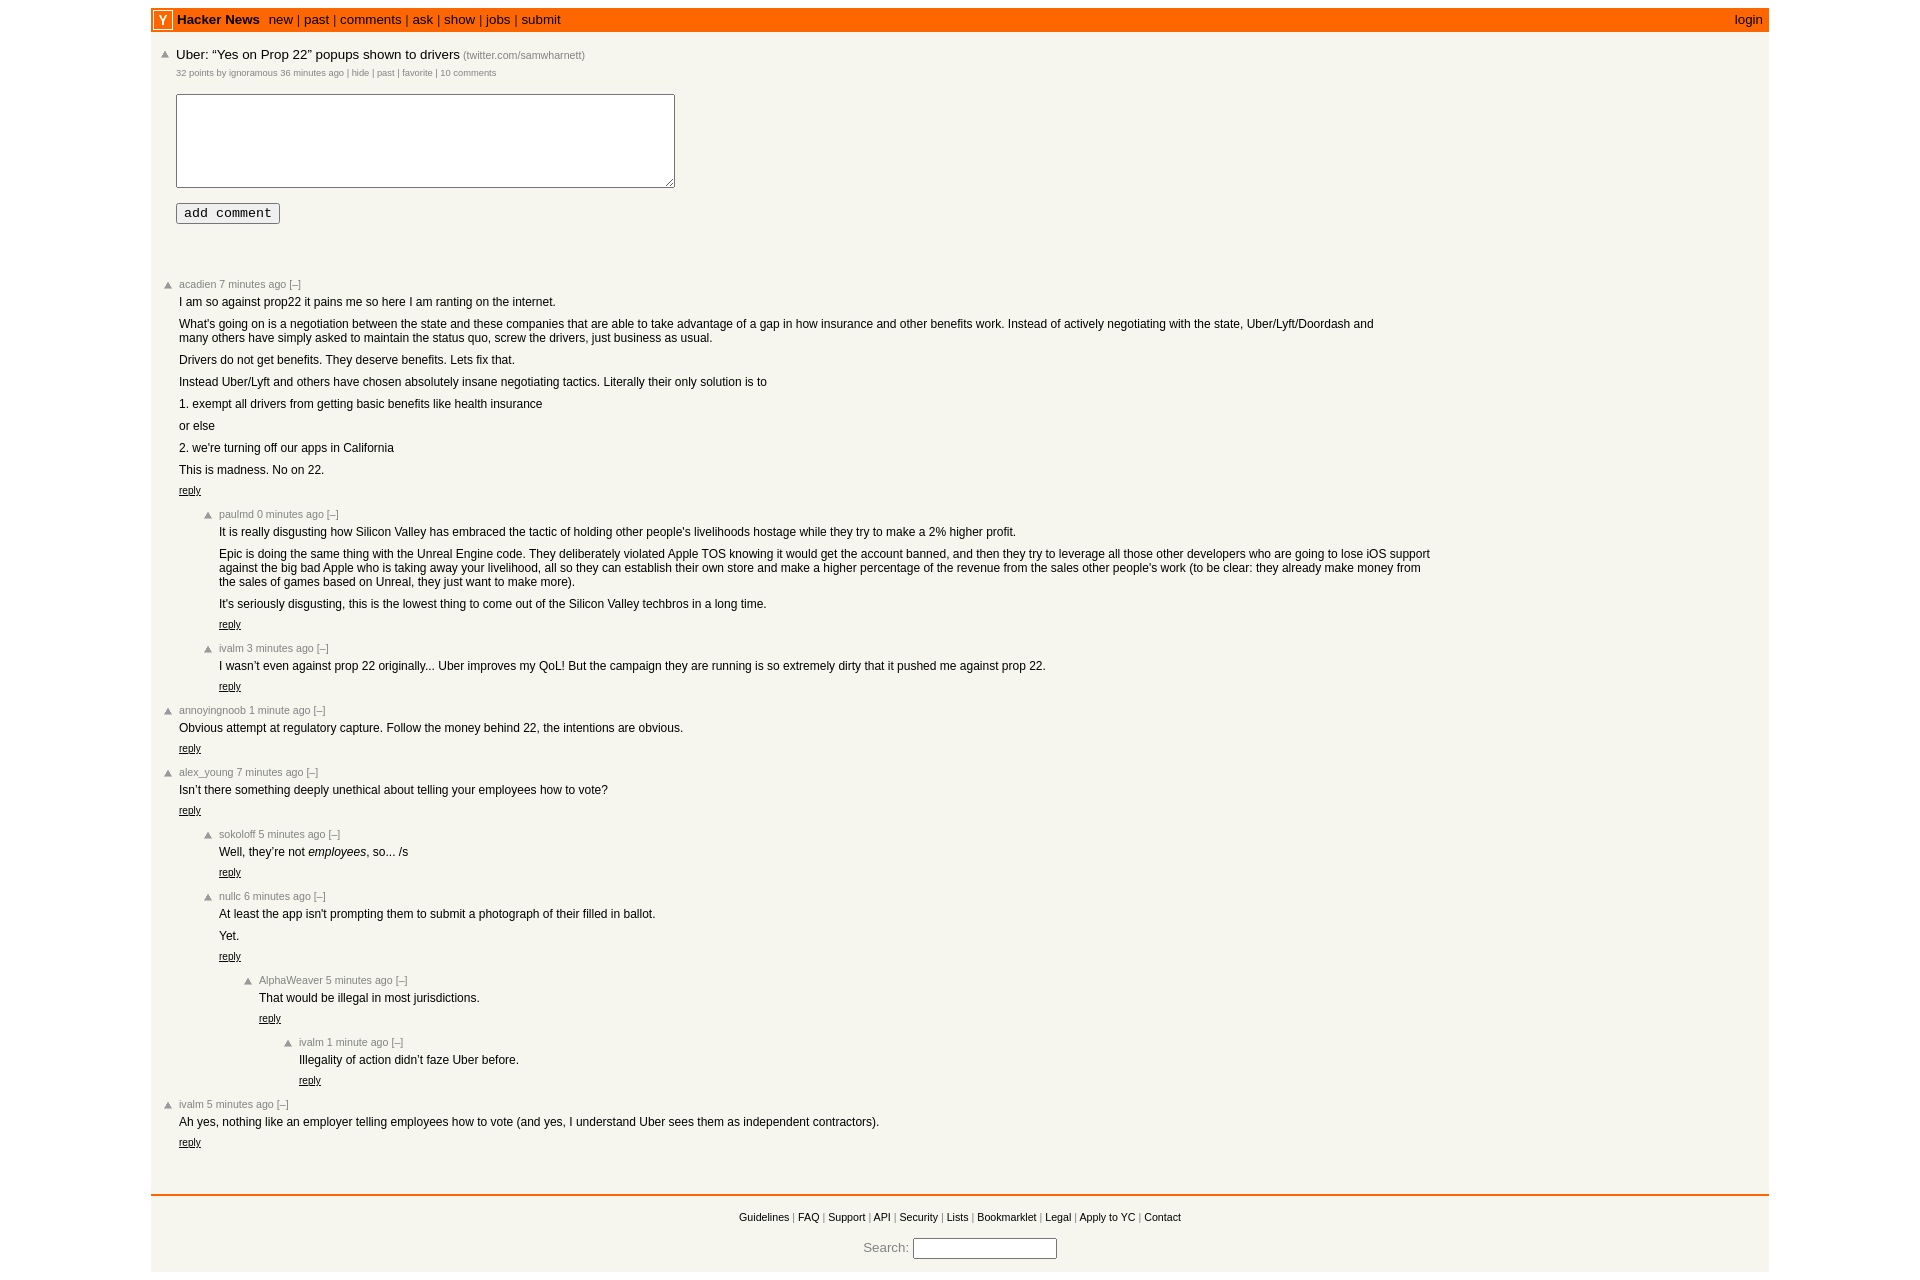 Y Hacker News new | past | comments | ask | show | jobs | submit login
Uber: “Yes on Prop 22” popups shown to drivers (twitter.com/samwharnett)
32 points by ignoramous 36 minutes ago | hide | past | favorite | 10 comments
add comment
acadien 7 minutes ago [–]
I am so against prop22 it pains me so here I am ranting on the internet.
What's going on is a negotiation between the state and these companies that are able to take advantage of a gap in how insurance and other benefits work. Instead of actively negotiating with the state, Uber/Lyft/Doordash and
many others have simply asked to maintain the status quo, screw the drivers, just business as usual.
Drivers do not get benefits. They deserve benefits. Lets fix that.
Instead Uber/Lyft and others have chosen absolutely insane negotiating tactics. Literally their only solution is to
1. exempt all drivers from getting basic benefits like health insurance
or else
2. we're turning off our apps in California
This is madness. No on 22.
reply
paulmd 0 minutes ago [–]
It is really disgusting how Silicon Valley has embraced the tactic of holding other people's livelihoods hostage while they try to make a 2% higher profit.
Epic is doing the same thing with the Unreal Engine code. They deliberately violated Apple TOS knowing it would get the account banned, and then they try to leverage all those other developers who are going to lose iOS support
against the big bad Apple who is taking away your livelihood, all so they can establish their own store and make a higher percentage of the revenue from the sales other people's work (to be clear: they already make money from
the sales of games based on Unreal, they just want to make more).
It's seriously disgusting, this is the lowest thing to come out of the Silicon Valley techbros in a long time.
reply
ivalm 3 minutes ago [–]
I wasn’t even against prop 22 originally... Uber improves my QoL! But the campaign they are running is so extremely dirty that it pushed me against prop 22.
reply
annoyingnoob 1 minute ago [–]
Obvious attempt at regulatory capture. Follow the money behind 22, the intentions are obvious.
reply
alex_young 7 minutes ago [–]
Isn’t there something deeply unethical about telling your employees how to vote?
reply
sokoloff 5 minutes ago [–]
Well, they’re not employees, so... /s
reply
nullc 6 minutes ago [–]
At least the app isn't prompting them to submit a photograph of their filled in ballot.
Yet.
reply
AlphaWeaver 5 minutes ago [–]
That would be illegal in most jurisdictions.
reply
ivalm 1 minute ago [–]
Illegality of action didn’t faze Uber before.
reply
ivalm 5 minutes ago [–]
Ah yes, nothing like an employer telling employees how to vote (and yes, I understand Uber sees them as independent contractors).
reply
Guidelines | FAQ | Support | API | Security | Lists | Bookmarklet | Legal | Apply to YC | Contact
Search: